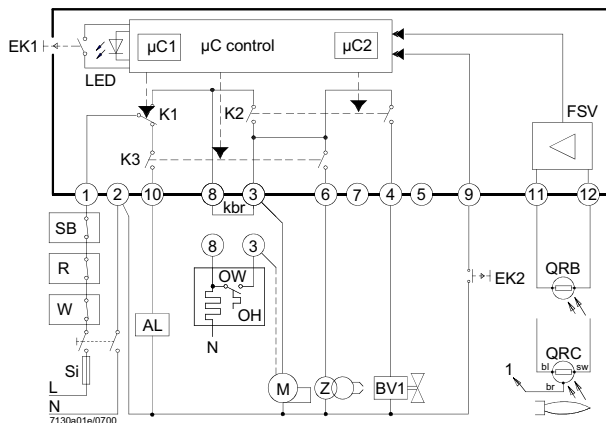 EK1
LED
µC1
µC control
µC2
FSV
K1
K2
K3
1
2
10
8
kbr
3
6
7
4
5
9
11
12
SB
R
W
Si
L
N
AL
8
3
OW
OH
N
M
Z
BV1
EK2
QRB
QRC
bl
sw
br
1
7130a01e/0700